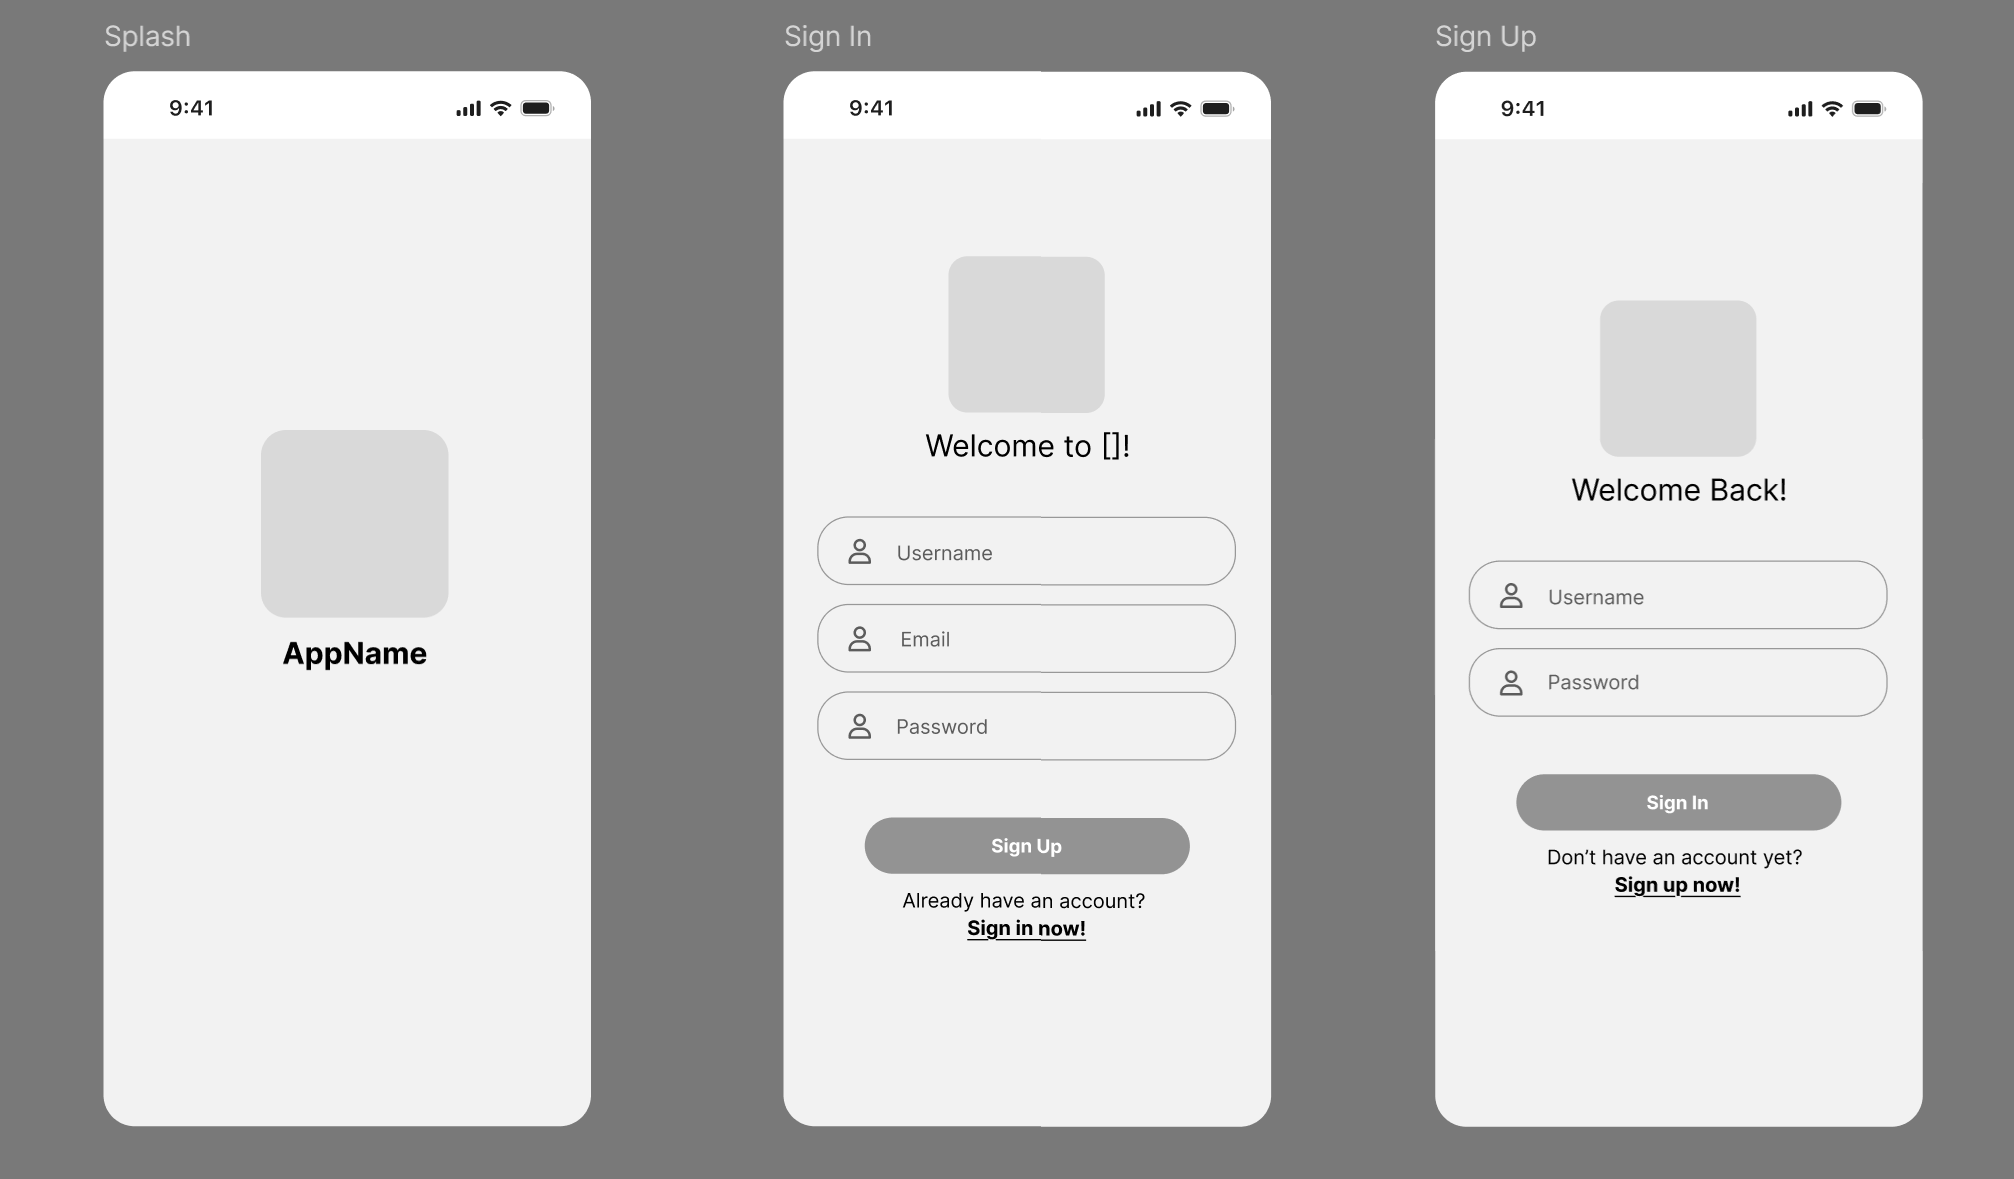 Splash
9:41
AppName
Sign In
9:41
Welcome to []!
Username
Email
Password
Sign Up
Already have an account?
Sign in now!
Sign Up
9:41
Welcome Back!
Username
Password
Sign In
Don’t have an account yet?
Sign up now!